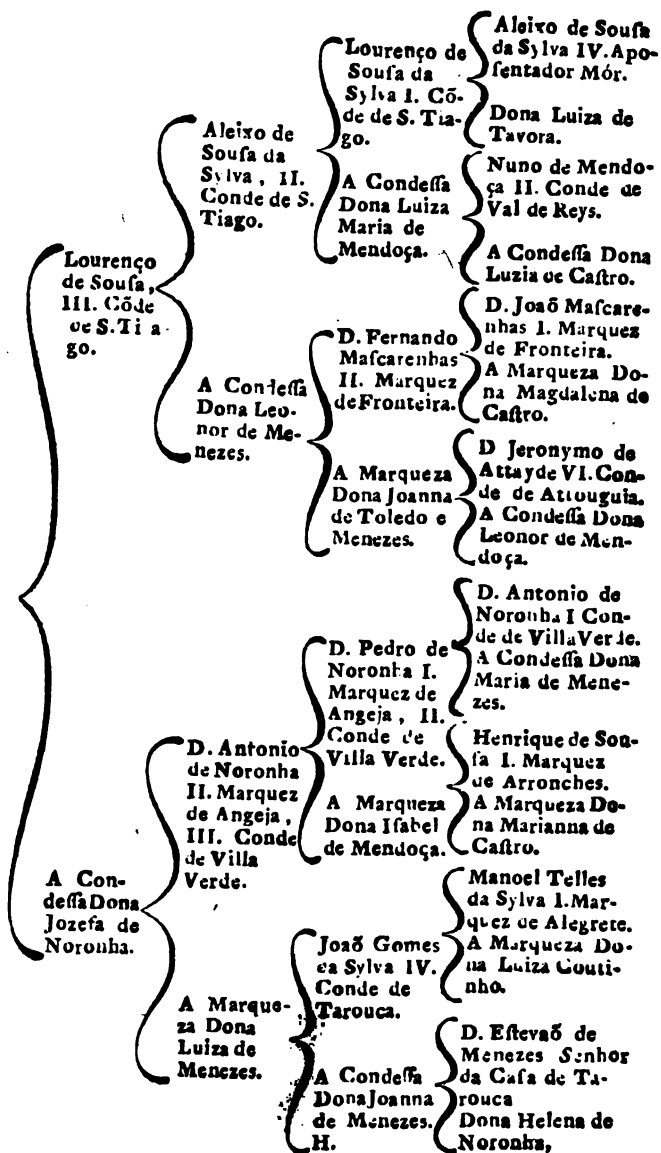 Lourenço
de Sousa,
III. Cõde
de S. Tia-
go.
Aleixo de
Sousa da
Sylva, II.
Conde de S.
Tiago.
Lourenço de
Sousa da
Sylva I. Cõ-
de de S. Tia-
go.
Aleixo de Sousa
da Sylva IV. Apo-
sentador Mór.
Dona Luiza de
Tavora.
A Condessa
Dona Luiza
Maria de
Mendoça.
Nuno de Mendo-
ça II. Conde de
Val de Reys.
A Condessa Dona
Luzia de Castro.
A Condessa
Dona Leo-
nor de Me-
nezes.
D. Fernando
Mascarenhas
II. Marquez
de Fronteira.
D. Joaõ Mascare-
nhas I. Marquez
de Fronteira.
A Marqueza Do-
na Magdalena de
Castro.
A Marqueza
Dona Joanna
de Toledo e
Menezes.
D Jeronymo de
Attayde VI. Con-
de de Attouguia.
A Condessa Dona
Leonor de Men-
doça.
A Con-
dessa Dona
Jozefa de
Noronha.
D. Antonio
de Noronha
II. Marquez
de Angeja,
III. Conde
de Villa
Verde.
D. Pedro de
Noronha I.
Marquez de
Angeja, II.
Conde de
Villa Verde.
D. Antonio de
Noronha I Con-
de de Villa Verde.
A Condessa Dona
Maria de Mene-
zes.
A Marqueza
Dona Isabel
de Mendoça.
Henrique de Sou-
sa I. Marquez
de Arronches.
A Marqueza Do-
na Marianna de
Castro.
A Marque-
za Dona
Luiza de
Menezes.
Joaõ Gomes
da Sylva IV.
Conde de
Tarouca.
Manoel Telles
da Sylva I. Mar-
quez de Alegrete.
A Marqueza Do-
na Luiza Couti-
nho.
A Condessa
Dona Joanna
de Menezes.
H.
D. Estevaõ de
Menezes Senhor
da Casa de Ta-
rouca
Dona Helena de
Noronha,